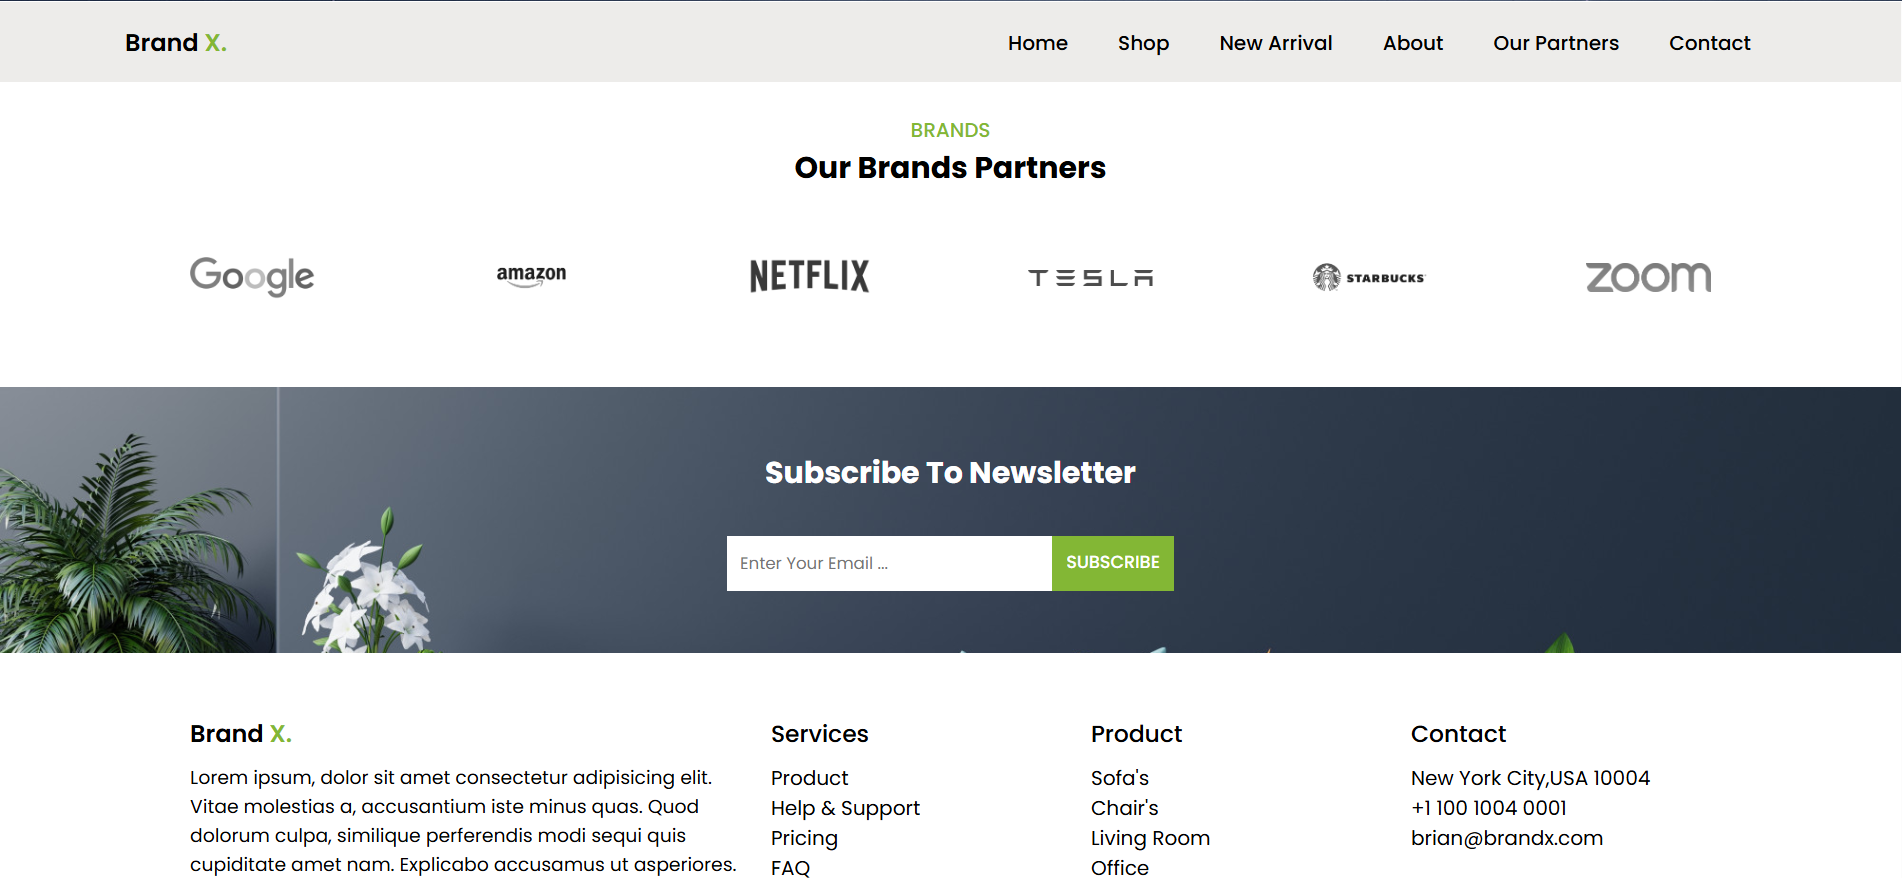 Brand X.
Home Shop New Arrival About Our Partners Contact
BRANDS
Our Brands Partners
Google amazon NETFLIX TESLA STARBUCKS zoom
Subscribe To Newsletter
Enter Your Email ... SUBSCRIBE
Brand X.
Lorem ipsum, dolor sit amet consectetur adipisicing elit.
Vitae molestias a, accusantium iste minus quas. Quod
dolorum culpa, similique perferendis modi sequi quis
cupiditate amet nam. Explicabo accusamus ut asperiores.
Services
Product
Help & Support
Pricing
FAQ
Product
Sofa's
Chair's
Living Room
Office
Contact
New York City,USA 10004
+1 100 1004 0001
brian@brandx.com